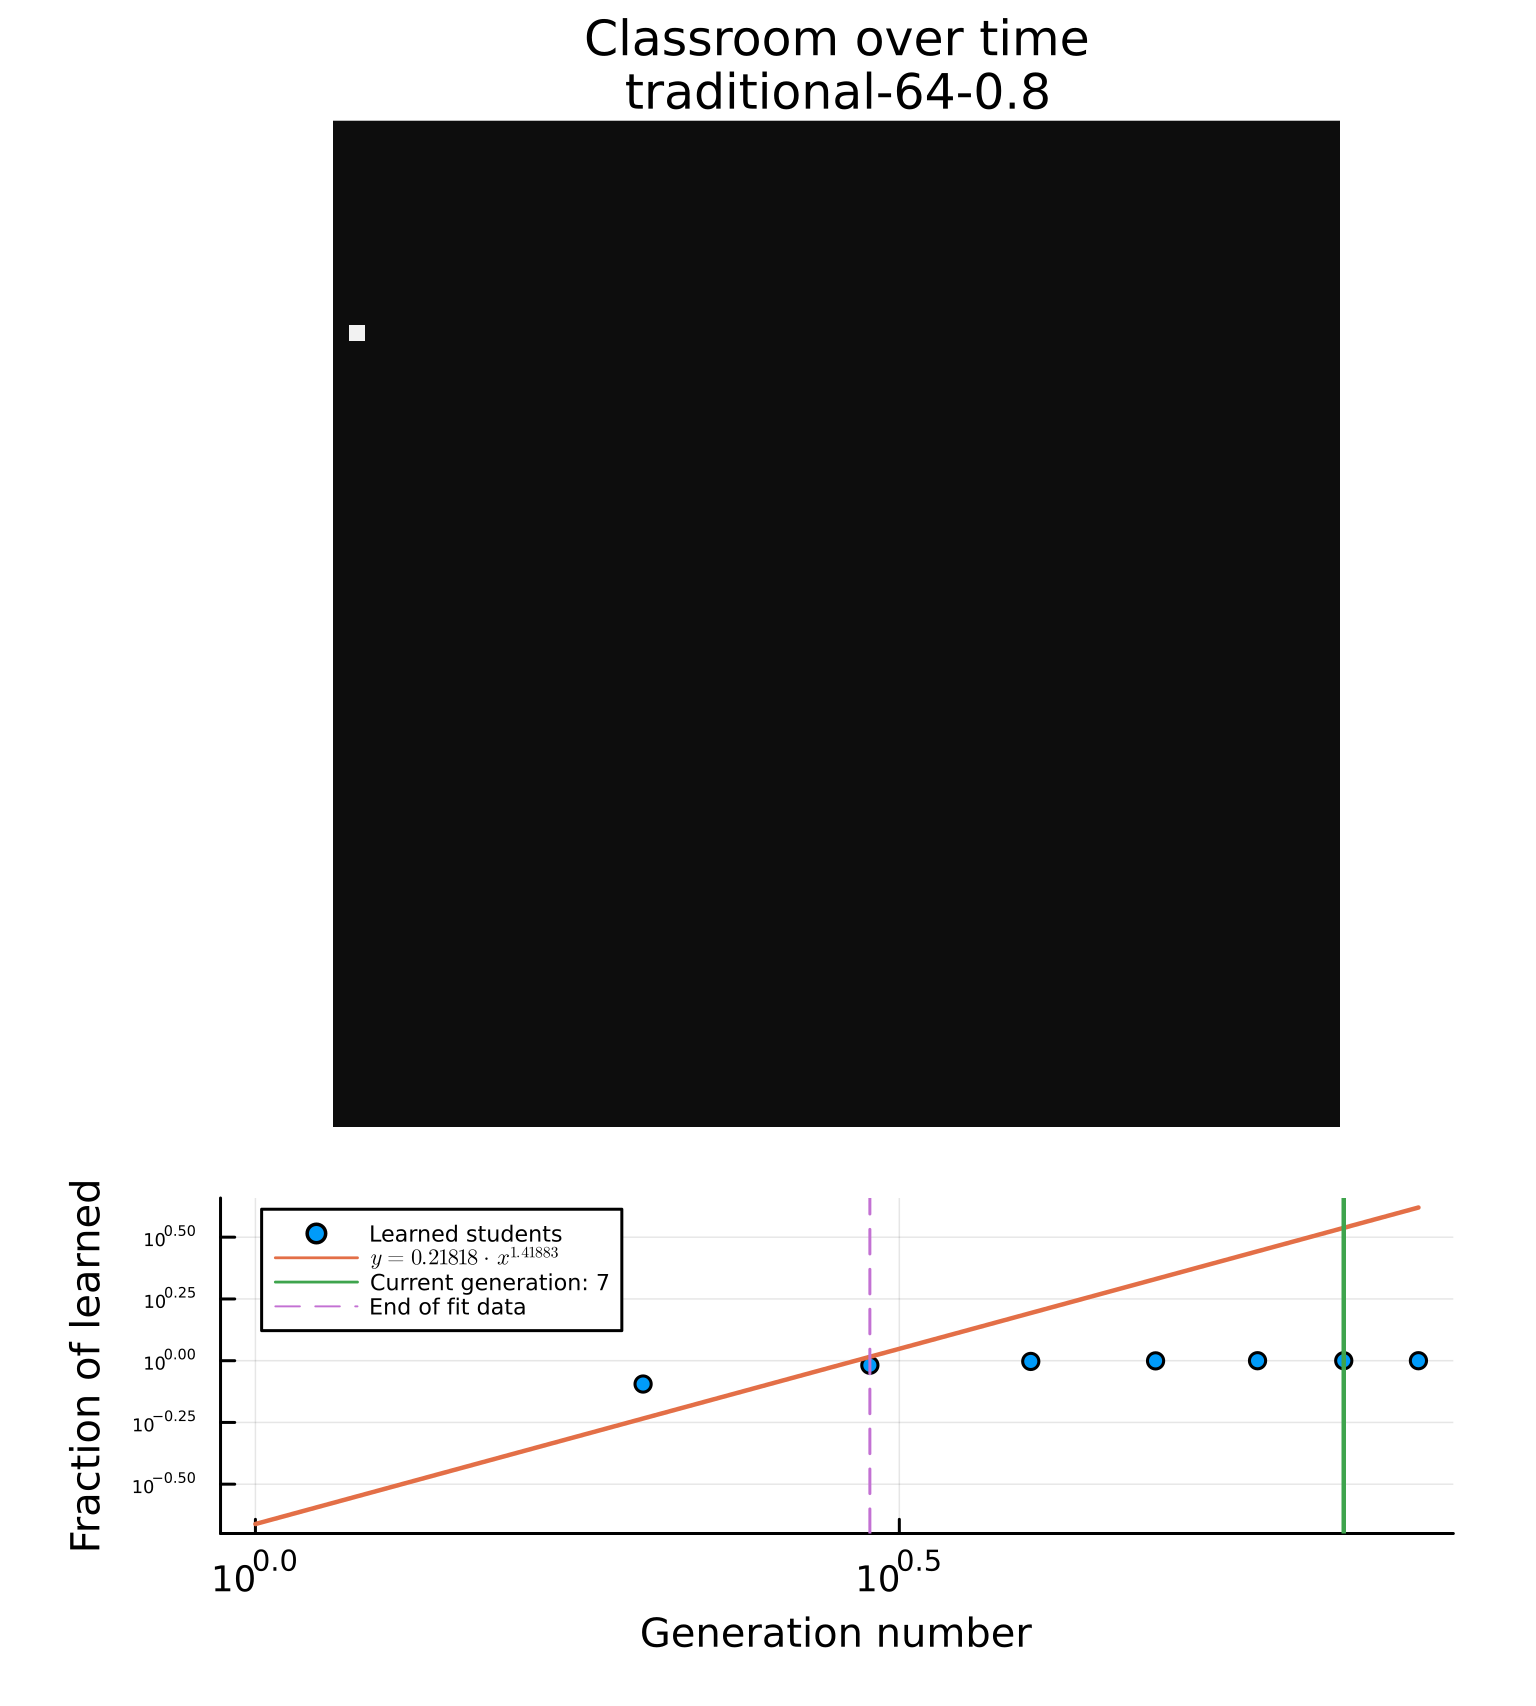 Classroom over time
traditional-64-0.8
Fraction of learned
10^0.50
10^0.25
10^0.00
10^−0.25
10^−0.50
Learned students
y = 0.21818 · x^1.41883
Current generation: 7
End of fit data
10^0.0
10^0.5
Generation number